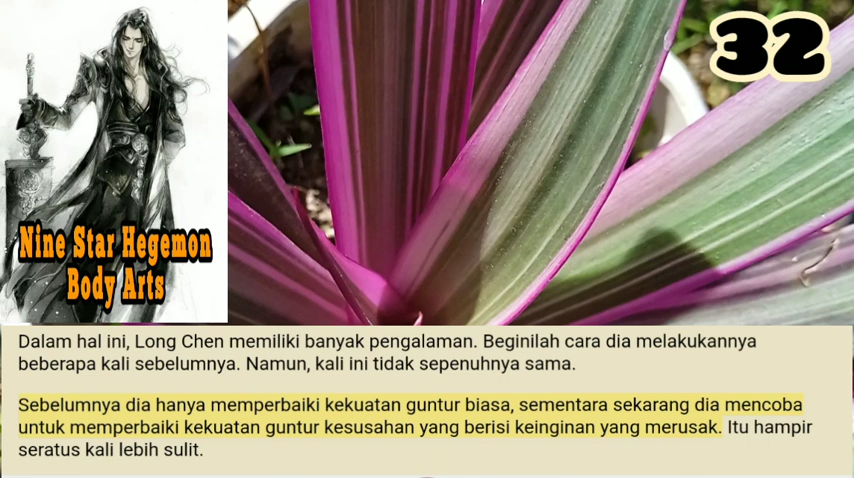 32
Nine Star Hegemon
Body Arts
Dalam hal ini, Long Chen memiliki banyak pengalaman. Beginilah cara dia melakukannya
beberapa kali sebelumnya. Namun, kali ini tidak sepenuhnya sama.
Sebelumnya dia hanya memperbaiki kekuatan guntur biasa, sementara sekarang dia mencoba
untuk memperbaiki kekuatan guntur kesusahan yang berisi keinginan yang merusak. Itu hampir
seratus kali lebih sulit.